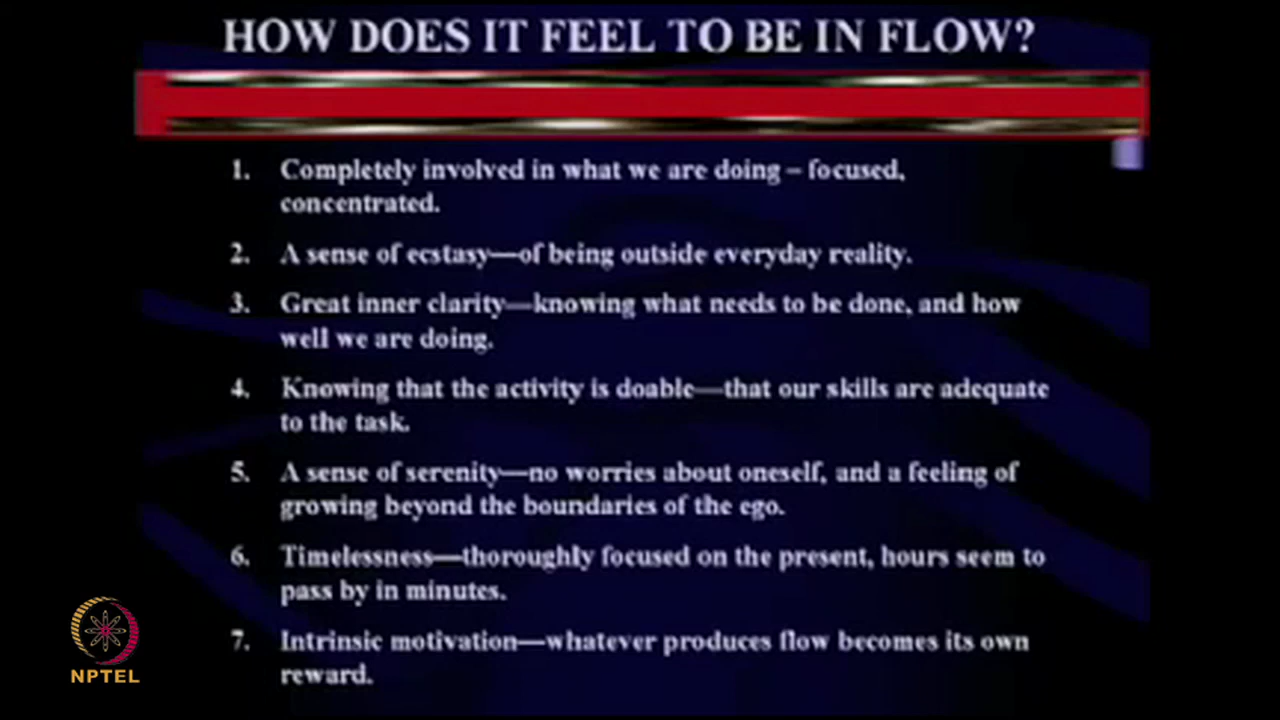 HOW DOES IT FEEL TO BE IN FLOW?
1. Completely involved in what we are doing – focused,
concentrated.
2. A sense of ecstasy—of being outside everyday reality.
3. Great inner clarity—knowing what needs to be done, and how
well we are doing.
4. Knowing that the activity is doable—that our skills are adequate
to the task.
5. A sense of serenity—no worries about oneself, and a feeling of
growing beyond the boundaries of the ego.
6. Timelessness—thoroughly focused on the present, hours seem to
pass by in minutes.
7. Intrinsic motivation—whatever produces flow becomes its own
reward.
NPTEL